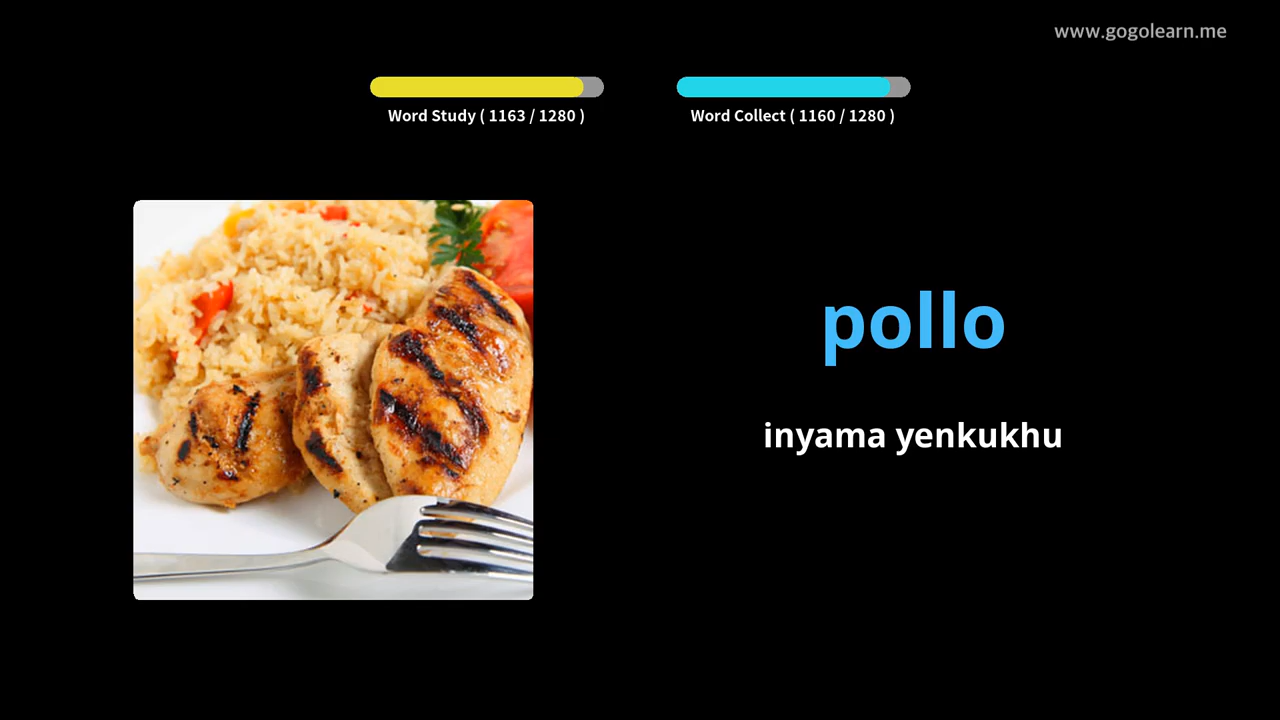 www.gogolearn.me
Word Study ( 1163 / 1280 )
Word Collect ( 1160 / 1280 )
pollo
inyama yenkukhu